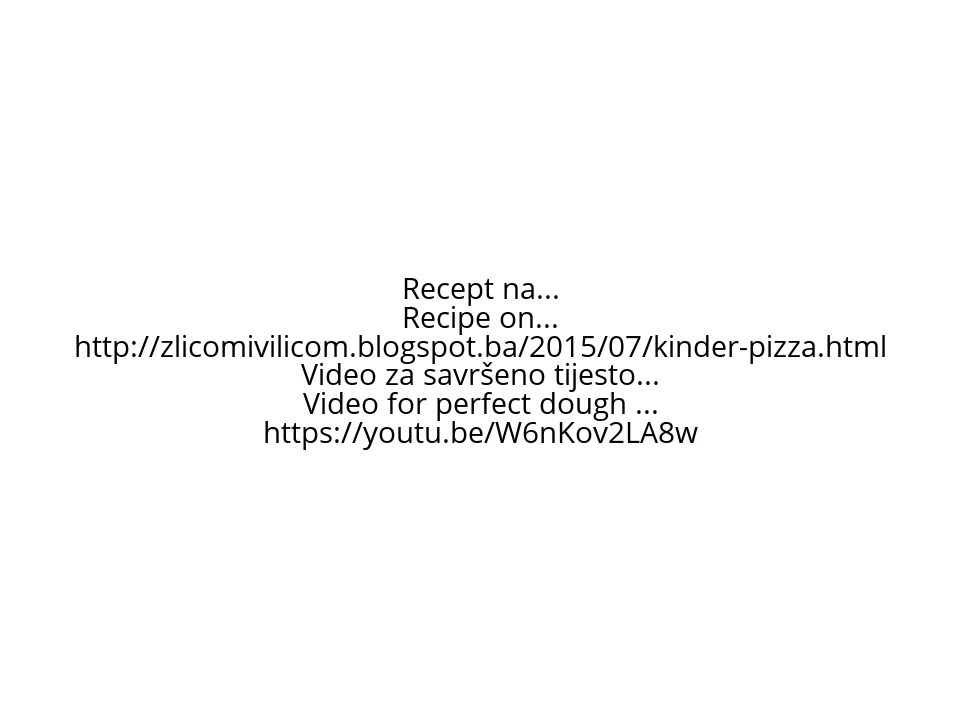 Recept na...
Recipe on...
http://zlicomivilicom.blogspot.ba/2015/07/kinder-pizza.html
Video za savršeno tijesto...
Video for perfect dough ...
https://youtu.be/W6nKov2LA8w